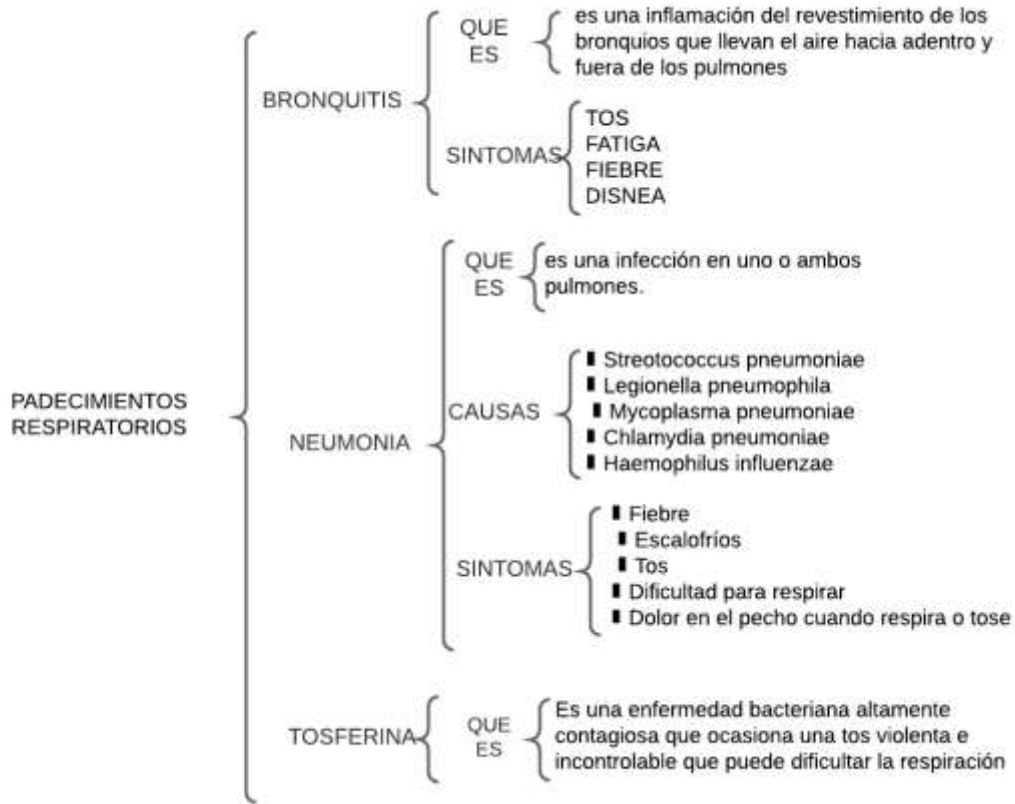 PADECIMIENTOS
RESPIRATORIOS
BRONQUITIS
QUE
ES
es una inflamación del revestimiento de los
bronquios que llevan el aire hacia adentro y
fuera de los pulmones
SINTOMAS
TOS
FATIGA
FIEBRE
DISNEA
NEUMONIA
QUE
ES
es una infección en uno o ambos
pulmones.
CAUSAS
Streotococcus pneumoniae
Legionella pneumophila
Mycoplasma pneumoniae
Chlamydia pneumoniae
Haemophilus influenzae
SINTOMAS
Fiebre
Escalofríos
Tos
Dificultad para respirar
Dolor en el pecho cuando respira o tose
TOSFERINA
QUE
ES
Es una enfermedad bacteriana altamente
contagiosa que ocasiona una tos violenta e
incontrolable que puede dificultar la respiración